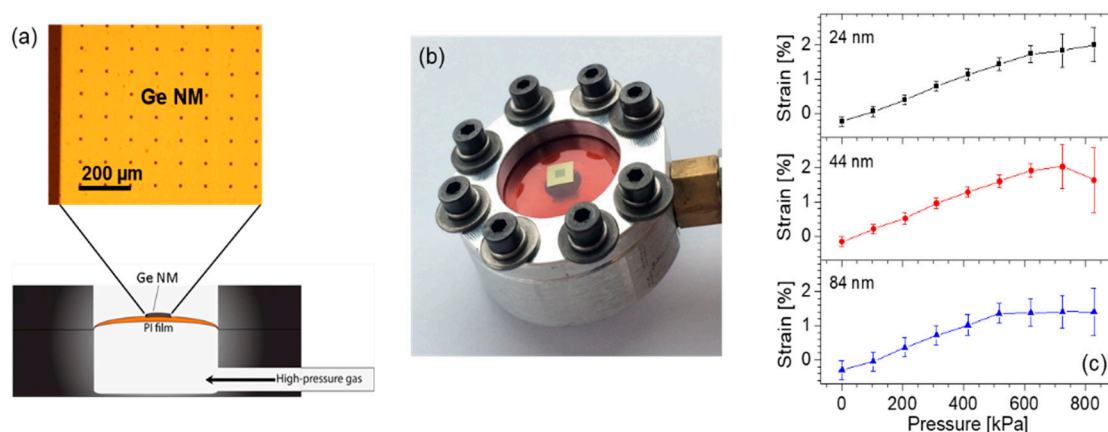 (a)
Ge NM
200 µm
Ge NM
PI film
High-pressure gas
(b)
24 nm
Strain [%]
2
1
0
44 nm
Strain [%]
2
1
0
84 nm
Strain [%]
2
1
0
(c)
0 200 400 600 800
Pressure [kPa]